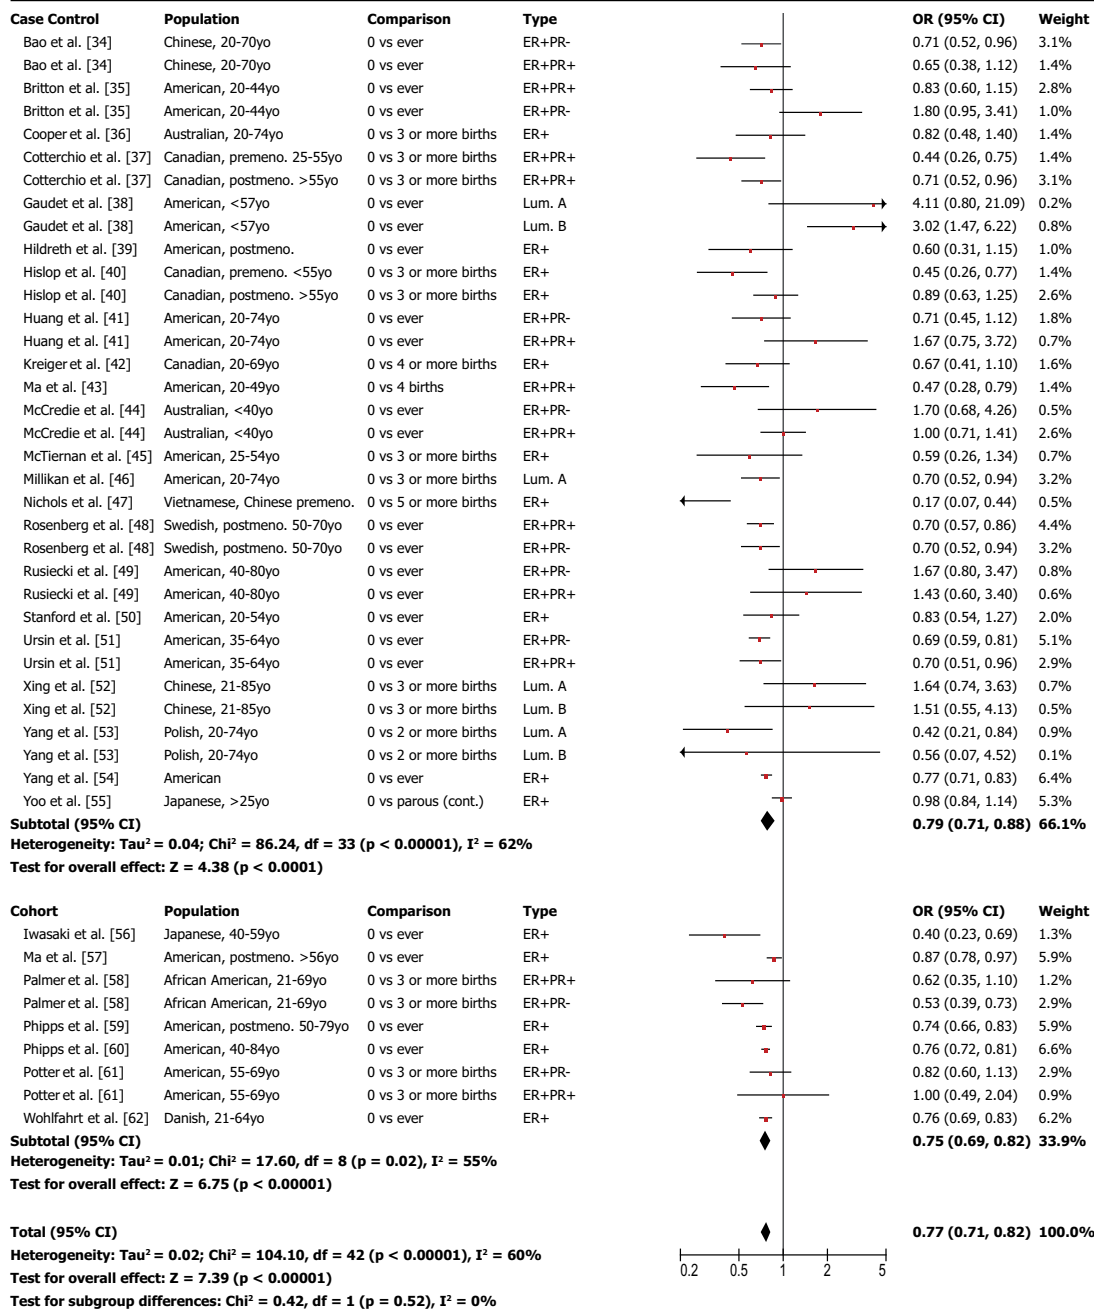 Case Control Population Comparison Type OR (95% CI) Weight
Bao et al. [34] Chinese, 20-70yo 0 vs ever ER+PR- 0.71 (0.52, 0.96) 3.1%
Bao et al. [34] Chinese, 20-70yo 0 vs ever ER+PR+ 0.65 (0.38, 1.12) 1.4%
Britton et al. [35] American, 20-44yo 0 vs ever ER+PR+ 0.83 (0.60, 1.15) 2.8%
Britton et al. [35] American, 20-44yo 0 vs ever ER+PR- 1.80 (0.95, 3.41) 1.0%
Cooper et al. [36] Australian, 20-74yo 0 vs 3 or more births ER+ 0.82 (0.48, 1.40) 1.4%
Cotterchio et al. [37] Canadian, premeno. 25-55yo 0 vs 3 or more births ER+PR+ 0.44 (0.26, 0.75) 1.4%
Cotterchio et al. [37] Canadian, postmeno. >55yo 0 vs 3 or more births ER+PR+ 0.71 (0.52, 0.96) 3.1%
Gaudet et al. [38] American, <57yo 0 vs ever Lum. A 4.11 (0.80, 21.09) 0.2%
Gaudet et al. [38] American, <57yo 0 vs ever Lum. B 3.02 (1.47, 6.22) 0.8%
Hildreth et al. [39] American, postmeno. 0 vs ever ER+ 0.60 (0.31, 1.15) 1.0%
Hislop et al. [40] Canadian, premeno. <55yo 0 vs 3 or more births ER+ 0.45 (0.26, 0.77) 1.4%
Hislop et al. [40] Canadian, postmeno. >55yo 0 vs 3 or more births ER+ 0.89 (0.63, 1.25) 2.6%
Huang et al. [41] American, 20-74yo 0 vs ever ER+PR- 0.71 (0.45, 1.12) 1.8%
Huang et al. [41] American, 20-74yo 0 vs ever ER+PR+ 1.67 (0.75, 3.72) 0.7%
Kreiger et al. [42] Canadian, 20-69yo 0 vs 4 or more births ER+ 0.67 (0.41, 1.10) 1.6%
Ma et al. [43] American, 20-49yo 0 vs 4 births ER+PR+ 0.47 (0.28, 0.79) 1.4%
McCredie et al. [44] Australian, <40yo 0 vs ever ER+PR- 1.70 (0.68, 4.26) 0.5%
McCredie et al. [44] Australian, <40yo 0 vs ever ER+PR+ 1.00 (0.71, 1.41) 2.6%
McTiernan et al. [45] American, 25-54yo 0 vs 3 or more births ER+ 0.59 (0.26, 1.34) 0.7%
Millikan et al. [46] American, 20-74yo 0 vs 3 or more births Lum. A 0.70 (0.52, 0.94) 3.2%
Nichols et al. [47] Vietnamese, Chinese premeno. 0 vs 5 or more births ER+ 0.17 (0.07, 0.44) 0.5%
Rosenberg et al. [48] Swedish, postmeno. 50-70yo 0 vs ever ER+PR+ 0.70 (0.57, 0.86) 4.4%
Rosenberg et al. [48] Swedish, postmeno. 50-70yo 0 vs ever ER+PR- 0.70 (0.52, 0.94) 3.2%
Rusiecki et al. [49] American, 40-80yo 0 vs ever ER+PR- 1.67 (0.80, 3.47) 0.8%
Rusiecki et al. [49] American, 40-80yo 0 vs ever ER+PR+ 1.43 (0.60, 3.40) 0.6%
Stanford et al. [50] American, 20-54yo 0 vs ever ER+ 0.83 (0.54, 1.27) 2.0%
Ursin et al. [51] American, 35-64yo 0 vs ever ER+PR- 0.69 (0.59, 0.81) 5.1%
Ursin et al. [51] American, 35-64yo 0 vs ever ER+PR+ 0.70 (0.51, 0.96) 2.9%
Xing et al. [52] Chinese, 21-85yo 0 vs 3 or more births Lum. A 1.64 (0.74, 3.63) 0.7%
Xing et al. [52] Chinese, 21-85yo 0 vs 3 or more births Lum. B 1.51 (0.55, 4.13) 0.5%
Yang et al. [53] Polish, 20-74yo 0 vs 2 or more births Lum. A 0.42 (0.21, 0.84) 0.9%
Yang et al. [53] Polish, 20-74yo 0 vs 2 or more births Lum. B 0.56 (0.07, 4.52) 0.1%
Yang et al. [54] American 0 vs ever ER+ 0.77 (0.71, 0.83) 6.4%
Yoo et al. [55] Japanese, >25yo 0 vs parous (cont.) ER+ 0.98 (0.84, 1.14) 5.3%
Subtotal (95% CI) 0.79 (0.71, 0.88) 66.1%
Heterogeneity: Tau² = 0.04; Chi² = 86.24, df = 33 (p < 0.00001), I² = 62%
Test for overall effect: Z = 4.38 (p < 0.0001)
Cohort Population Comparison Type OR (95% CI) Weight
Iwasaki et al. [56] Japanese, 40-59yo 0 vs ever ER+ 0.40 (0.23, 0.69) 1.3%
Ma et al. [57] American, postmeno. >56yo 0 vs ever ER+ 0.87 (0.78, 0.97) 5.9%
Palmer et al. [58] African American, 21-69yo 0 vs 3 or more births ER+PR+ 0.62 (0.35, 1.10) 1.2%
Palmer et al. [58] African American, 21-69yo 0 vs 3 or more births ER+PR- 0.53 (0.39, 0.73) 2.9%
Phipps et al. [59] American, postmeno. 50-79yo 0 vs ever ER+ 0.74 (0.66, 0.83) 5.9%
Phipps et al. [60] American, 40-84yo 0 vs ever ER+ 0.76 (0.72, 0.81) 6.6%
Potter et al. [61] American, 55-69yo 0 vs 3 or more births ER+PR- 0.82 (0.60, 1.13) 2.9%
Potter et al. [61] American, 55-69yo 0 vs 3 or more births ER+PR+ 1.00 (0.49, 2.04) 0.9%
Wohlfahrt et al. [62] Danish, 21-64yo 0 vs ever ER+ 0.76 (0.69, 0.83) 6.2%
Subtotal (95% CI) 0.75 (0.69, 0.82) 33.9%
Heterogeneity: Tau² = 0.01; Chi² = 17.60, df = 8 (p = 0.02), I² = 55%
Test for overall effect: Z = 6.75 (p < 0.00001)
Total (95% CI) 0.77 (0.71, 0.82) 100.0%
Heterogeneity: Tau² = 0.02; Chi² = 104.10, df = 42 (p < 0.00001), I² = 60%
Test for overall effect: Z = 7.39 (p < 0.00001)
Test for subgroup differences: Chi² = 0.42, df = 1 (p = 0.52), I² = 0%
0.2 0.5 1 2 5